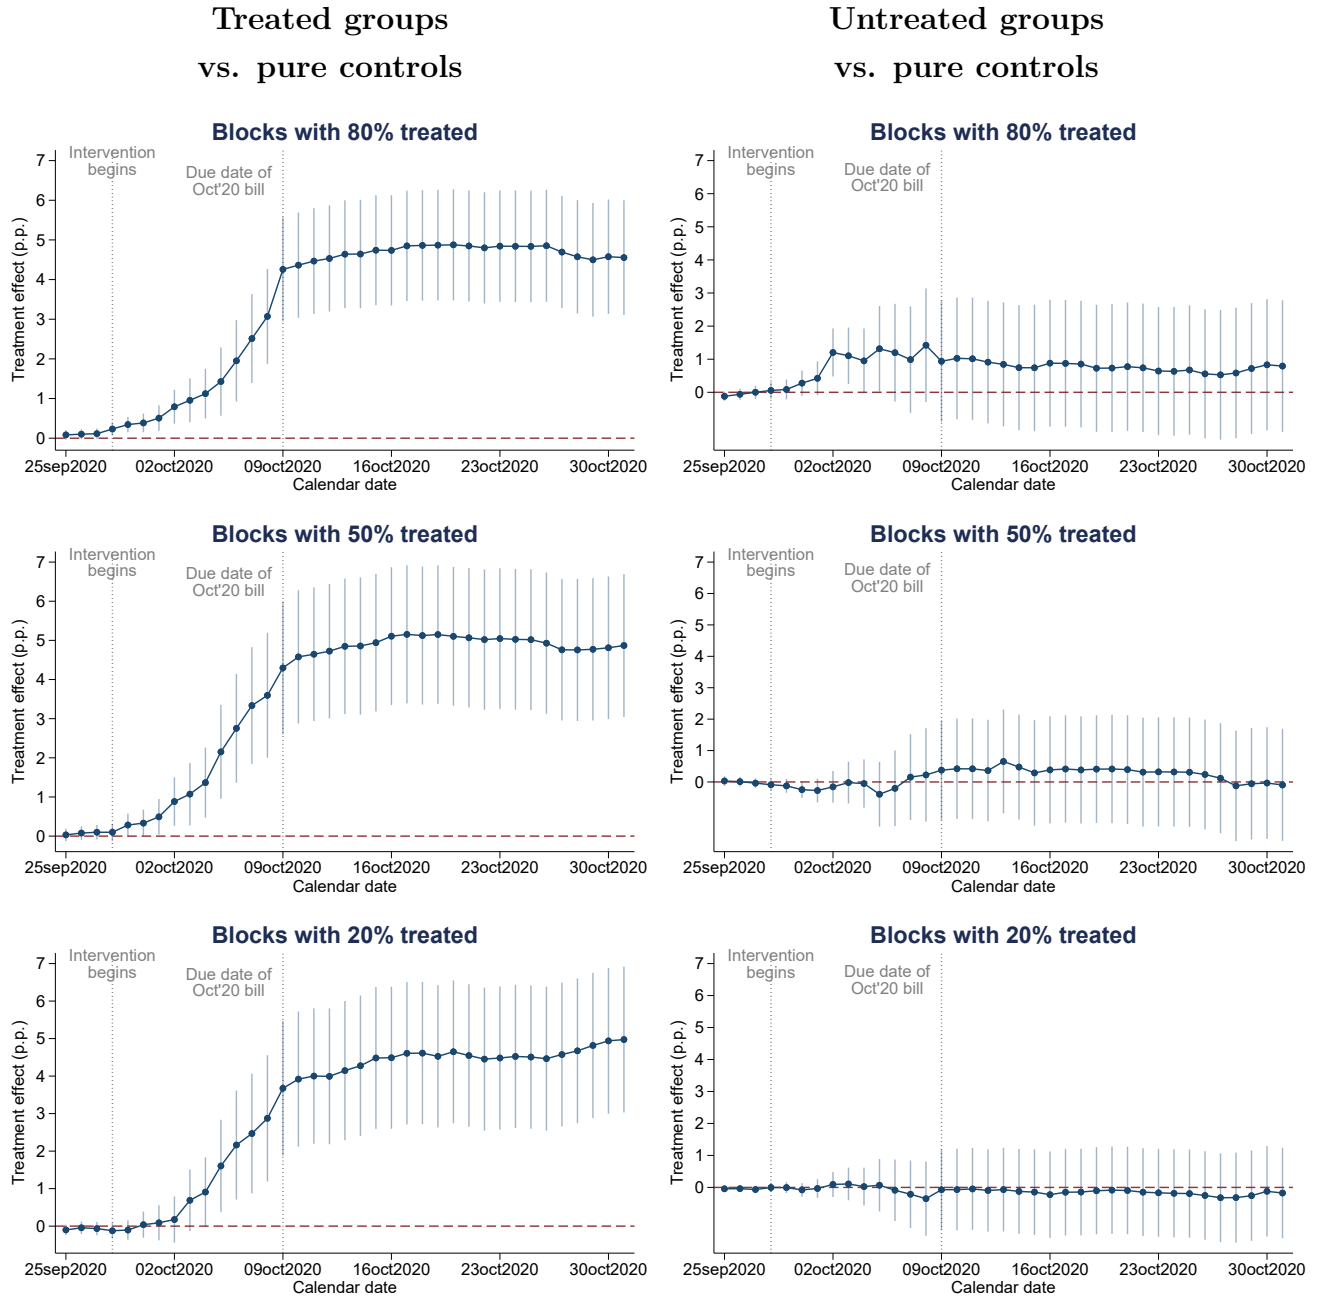 Treated groups
vs. pure controls
Untreated groups
vs. pure controls
Blocks with 80% treated
Intervention
begins
Due date of
Oct'20 bill
Treatment effect (p.p.)
7
6
5
4
3
2
1
0
25sep2020 02oct2020 09oct2020 16oct2020 23oct2020 30oct2020
Calendar date
Blocks with 80% treated
Intervention
begins
Due date of
Oct'20 bill
Treatment effect (p.p.)
7
6
5
4
3
2
1
0
25sep2020 02oct2020 09oct2020 16oct2020 23oct2020 30oct2020
Calendar date
Blocks with 50% treated
Intervention
begins
Due date of
Oct'20 bill
Treatment effect (p.p.)
7
6
5
4
3
2
1
0
25sep2020 02oct2020 09oct2020 16oct2020 23oct2020 30oct2020
Calendar date
Blocks with 50% treated
Intervention
begins
Due date of
Oct'20 bill
Treatment effect (p.p.)
7
6
5
4
3
2
1
0
25sep2020 02oct2020 09oct2020 16oct2020 23oct2020 30oct2020
Calendar date
Blocks with 20% treated
Intervention
begins
Due date of
Oct'20 bill
Treatment effect (p.p.)
7
6
5
4
3
2
1
0
25sep2020 02oct2020 09oct2020 16oct2020 23oct2020 30oct2020
Calendar date
Blocks with 20% treated
Intervention
begins
Due date of
Oct'20 bill
Treatment effect (p.p.)
7
6
5
4
3
2
1
0
25sep2020 02oct2020 09oct2020 16oct2020 23oct2020 30oct2020
Calendar date